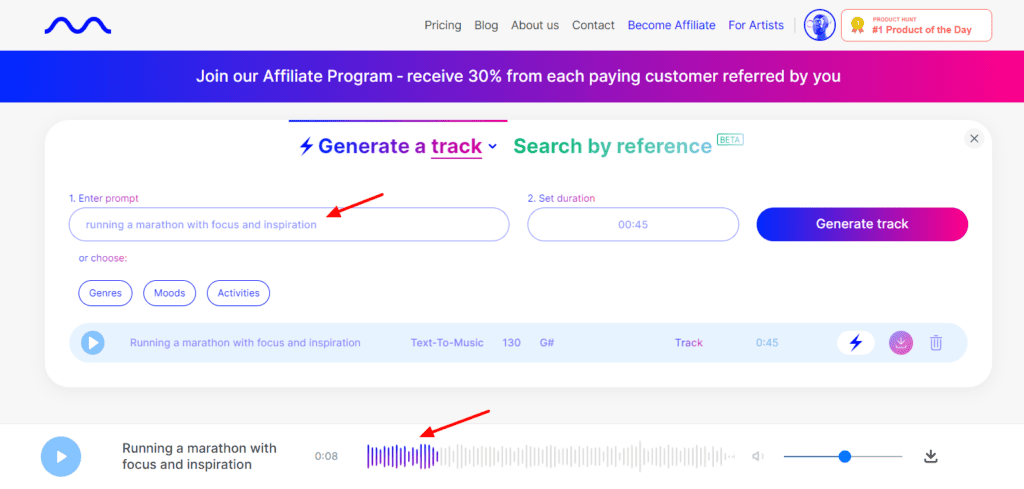 Pricing Blog About us Contact Become Affiliate For Artists
PRODUCT HUNT
#1 Product of the Day
Join our Affiliate Program - receive 30% from each paying customer referred by you
Generate a track Search by reference BETA
1. Enter prompt 2. Set duration
running a marathon with focus and inspiration 00:45 Generate track
or choose:
Genres Moods Activities
Running a marathon with focus and inspiration Text-To-Music 130 G# Track 0:45
Running a marathon with
focus and inspiration
0:08